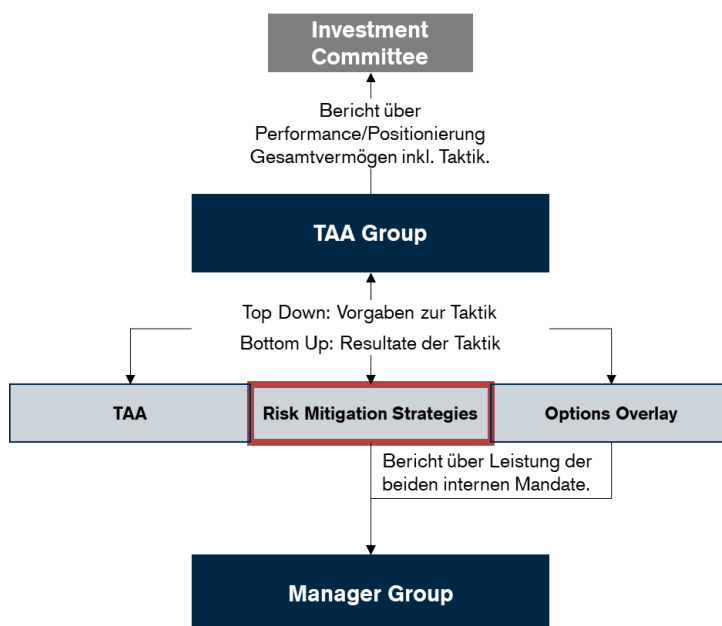 Investment
Committee
Bericht über
Performance/Positionierung
Gesamtvermögen inkl. Taktik.
TAA Group
Top Down: Vorgaben zur Taktik
Bottom Up: Resultate der Taktik
TAA
Risk Mitigation Strategies
Options Overlay
Bericht über Leistung der
beiden internen Mandate.
Manager Group